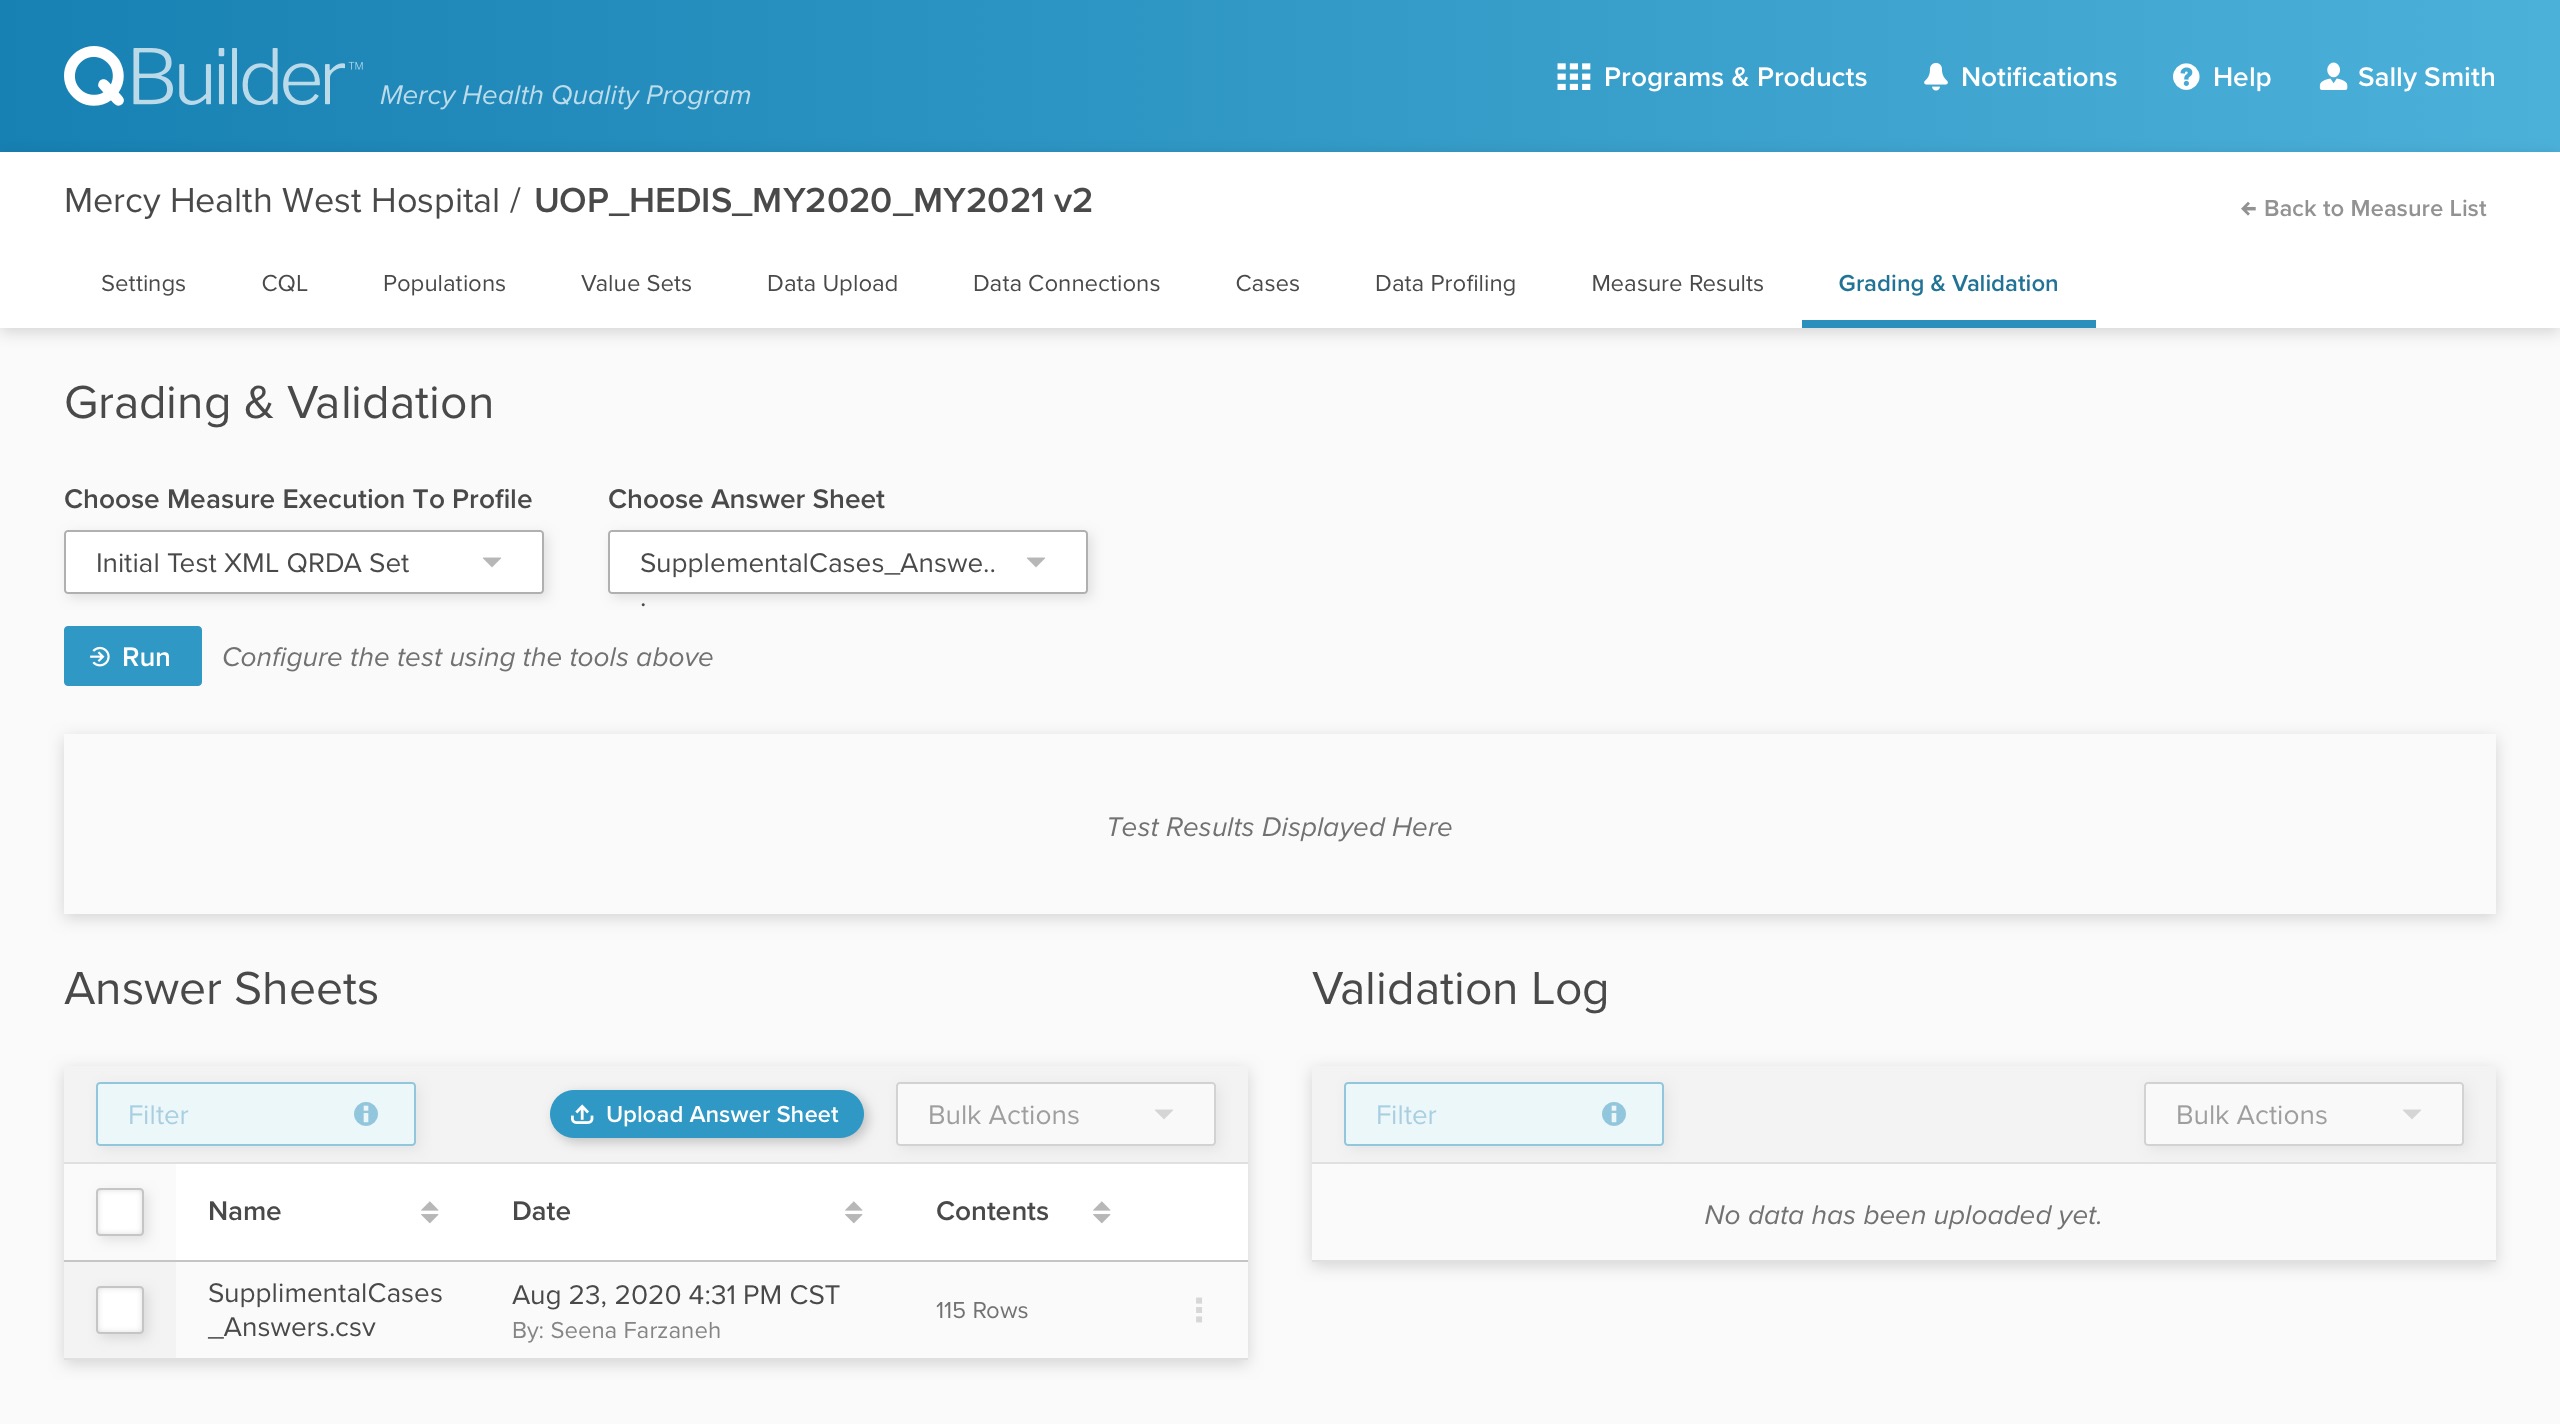 QBuilder™ Mercy Health Quality Program
Programs & Products
Notifications
Help
Sally Smith
Mercy Health West Hospital / UOP_HEDIS_MY2020_MY2021 v2
Back to Measure List
Settings
CQL
Populations
Value Sets
Data Upload
Data Connections
Cases
Data Profiling
Measure Results
Grading & Validation
Grading & Validation
Choose Measure Execution To Profile
Choose Answer Sheet
Initial Test XML QRDA Set
SupplementalCases_Answe..
.
Run
Configure the test using the tools above
Test Results Displayed Here
Answer Sheets
Filter
Upload Answer Sheet
Bulk Actions
Name
Date
Contents
SupplimentalCases
_Answers.csv
Aug 23, 2020 4:31 PM CST
By: Seena Farzaneh
115 Rows
Validation Log
Filter
Bulk Actions
No data has been uploaded yet.